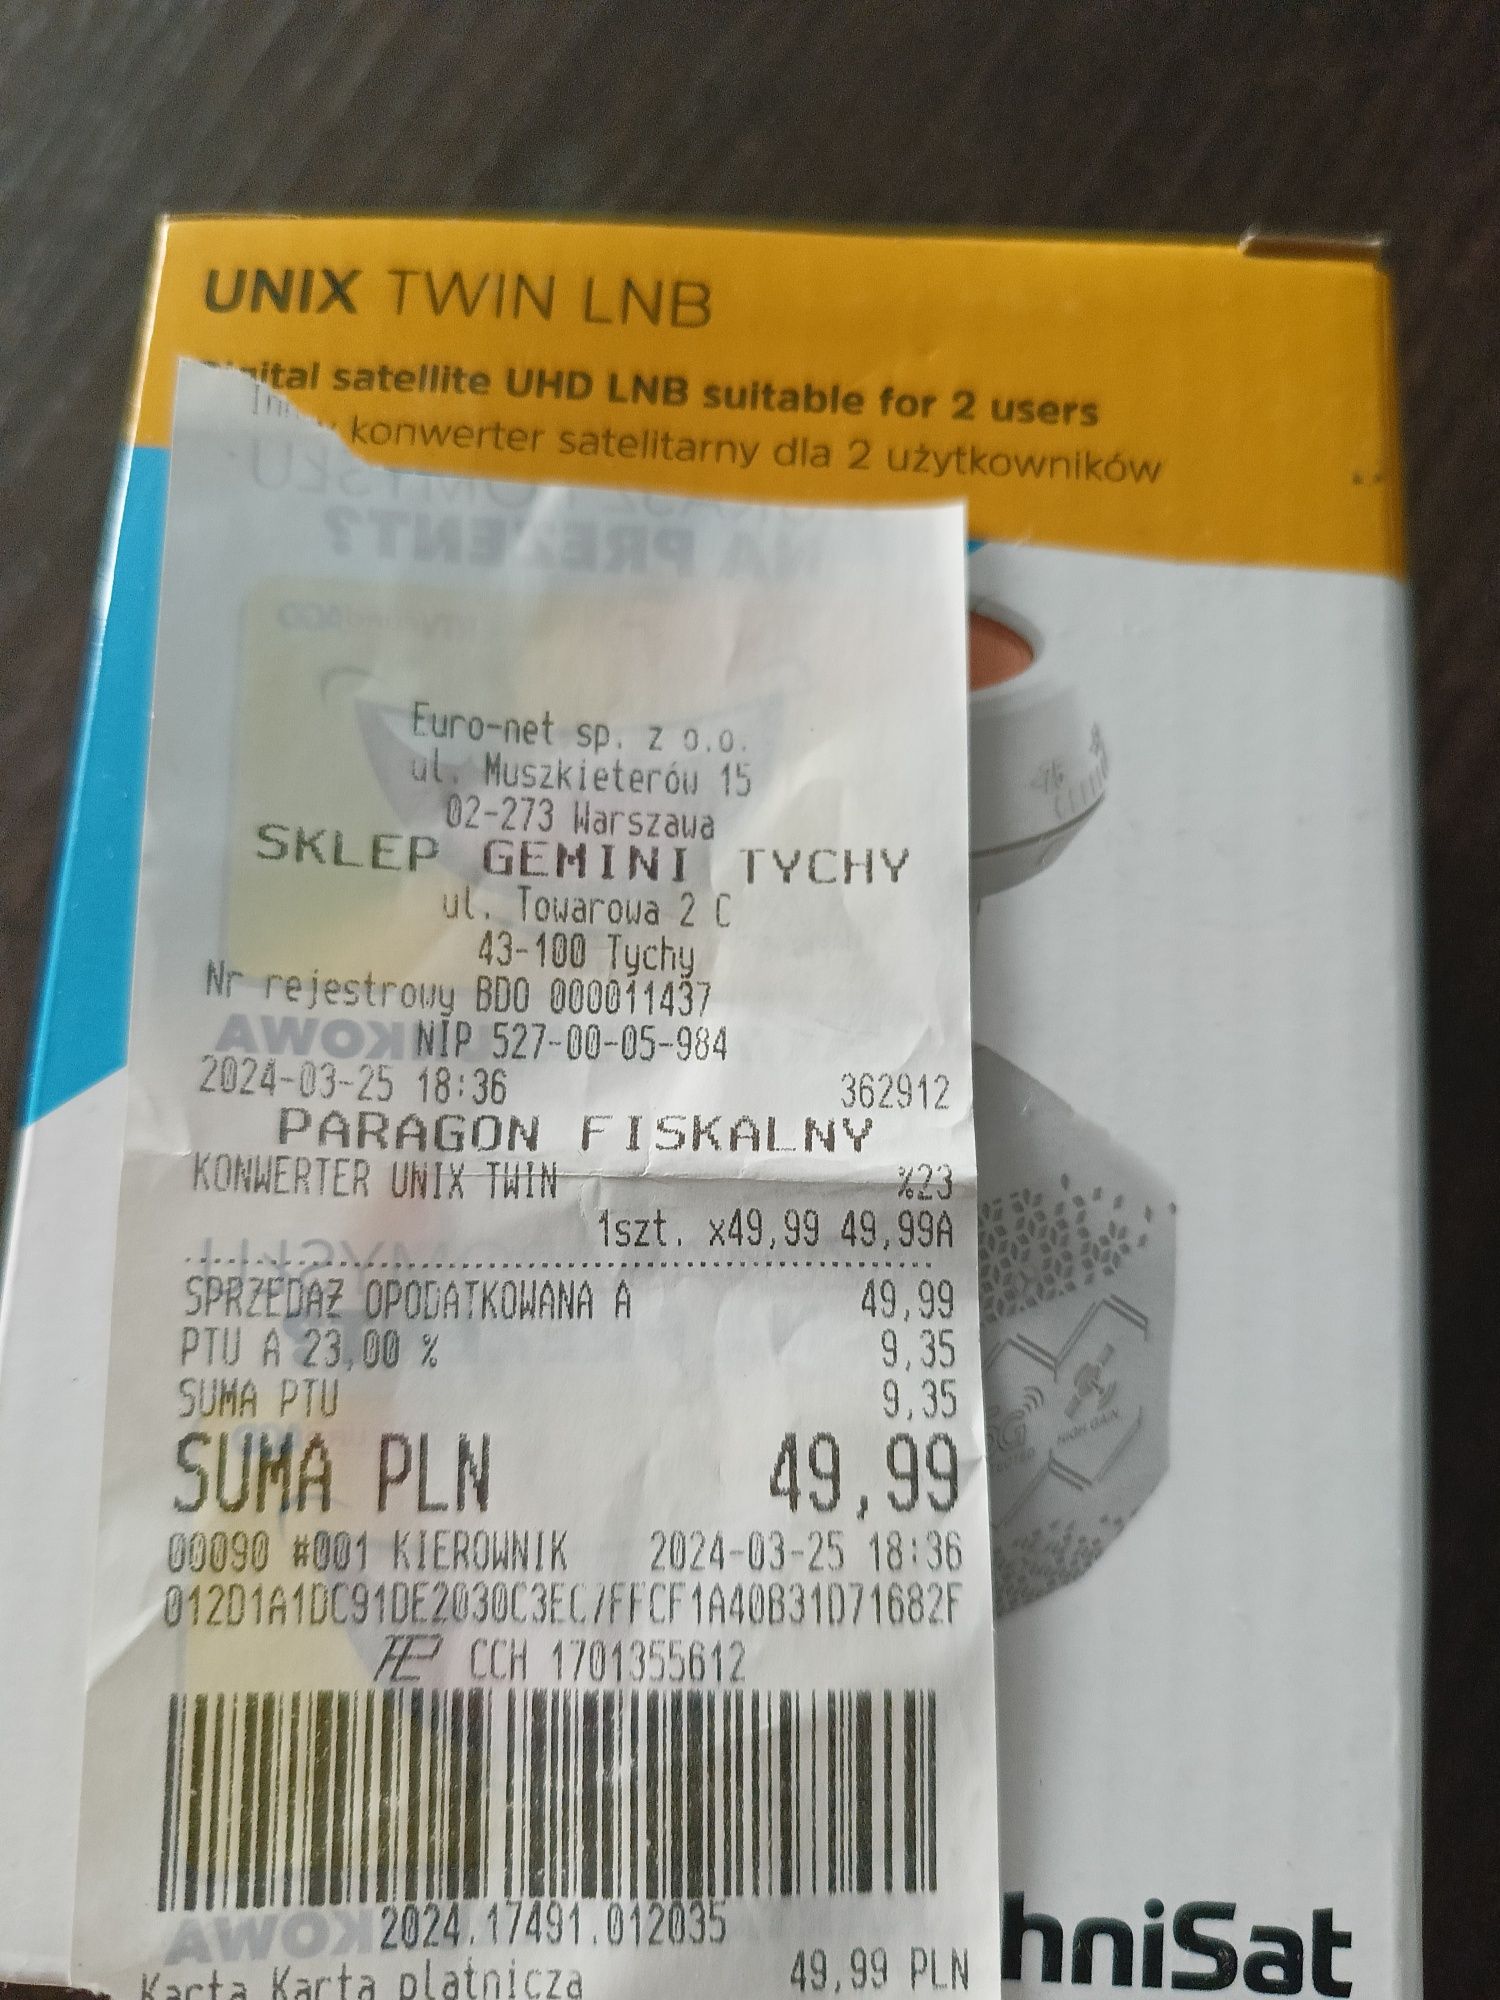 UNIX TWIN LNB
Digital satellite UHD LNB suitable for 2 users
konwerter satelitarny dla 2 użytkowników
NA PREZENT?
Euro-net sp. z o.o.
ul. Muszkieterów 15
02-273 Warszawa
SKLEP GEMINI TYCHY
ul. Towarowa 2 C
43-100 Tychy
Nr rejestrowy BDO 000011437
NIP 527-00-05-984
2024-03-25 18:36 362912
PARAGON FISKALNY
KONWERTER UNIX TWIN %23
1szt. x49,99 49,99A
SPRZEDAŻ OPODATKOWANA A 49,99
PTU A 23,00 % 9,35
SUMA PTU 9,35
SUMA PLN 49,99
00090 #001 KIEROWNIK 2024-03-25 18:36
012D1A1DC91DE2030C3EC7FFCF1A40B31D71682F
CCH 1701355612
2024.17491.012035
Karta Karta płatnicza 49,99 PLN
HIGH GAIN
hniSat